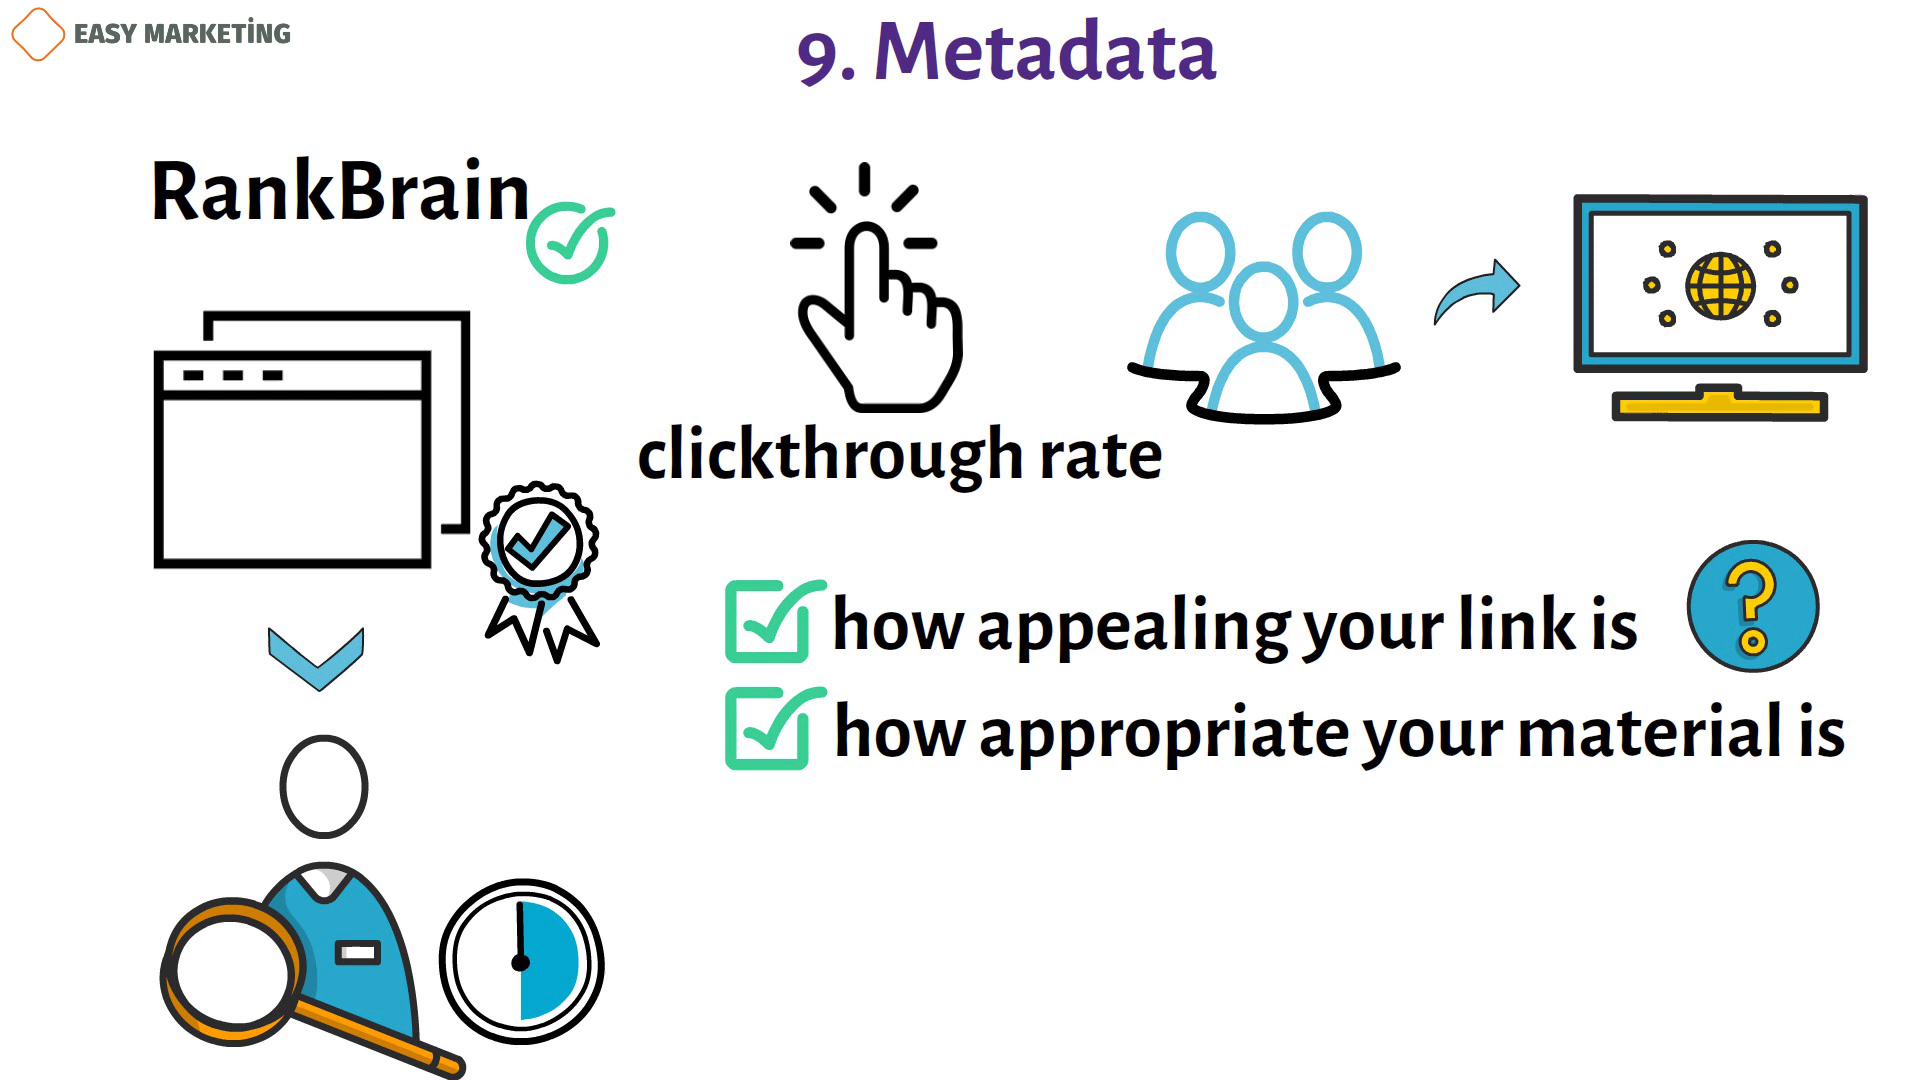 EASY MARKETİNG
9. Metadata
RankBrain
clickthrough rate
how appealing your link is
how appropriate your material is